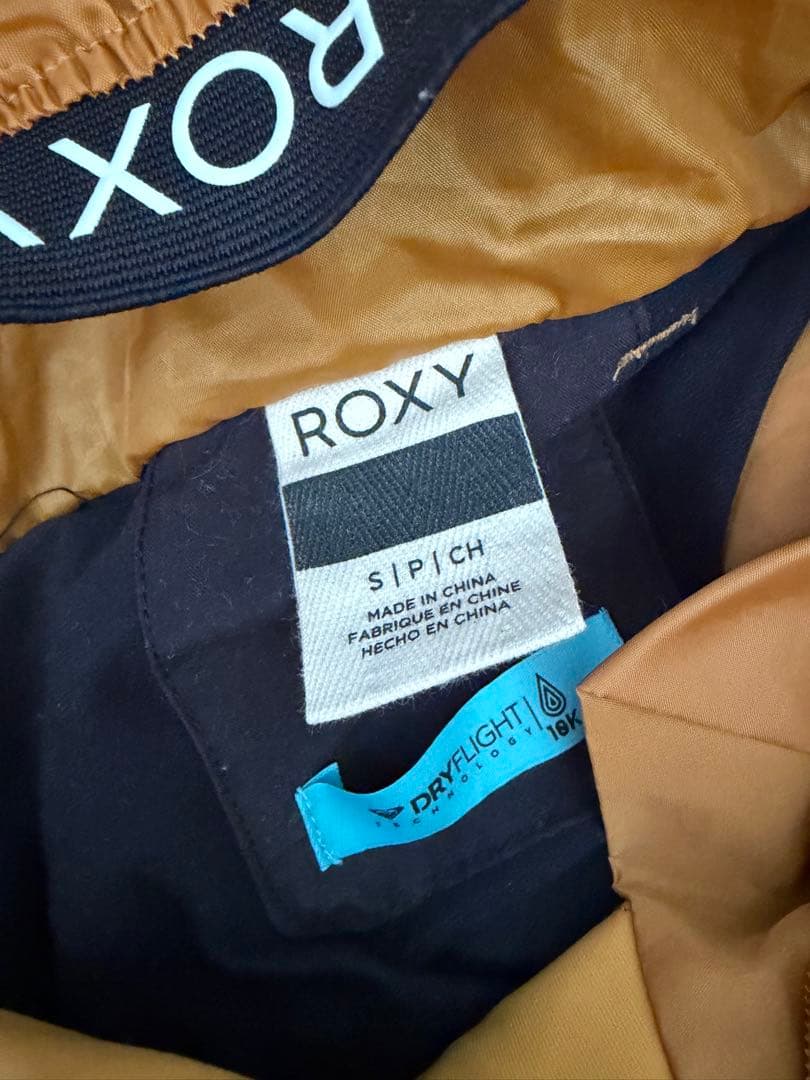 ROXY
ROXY
S|P|CH
MADE IN CHINA
FABRIQUE EN CHINE
HECHO EN CHINA
DRYFLIGHT
TECHNOLOGY
10K